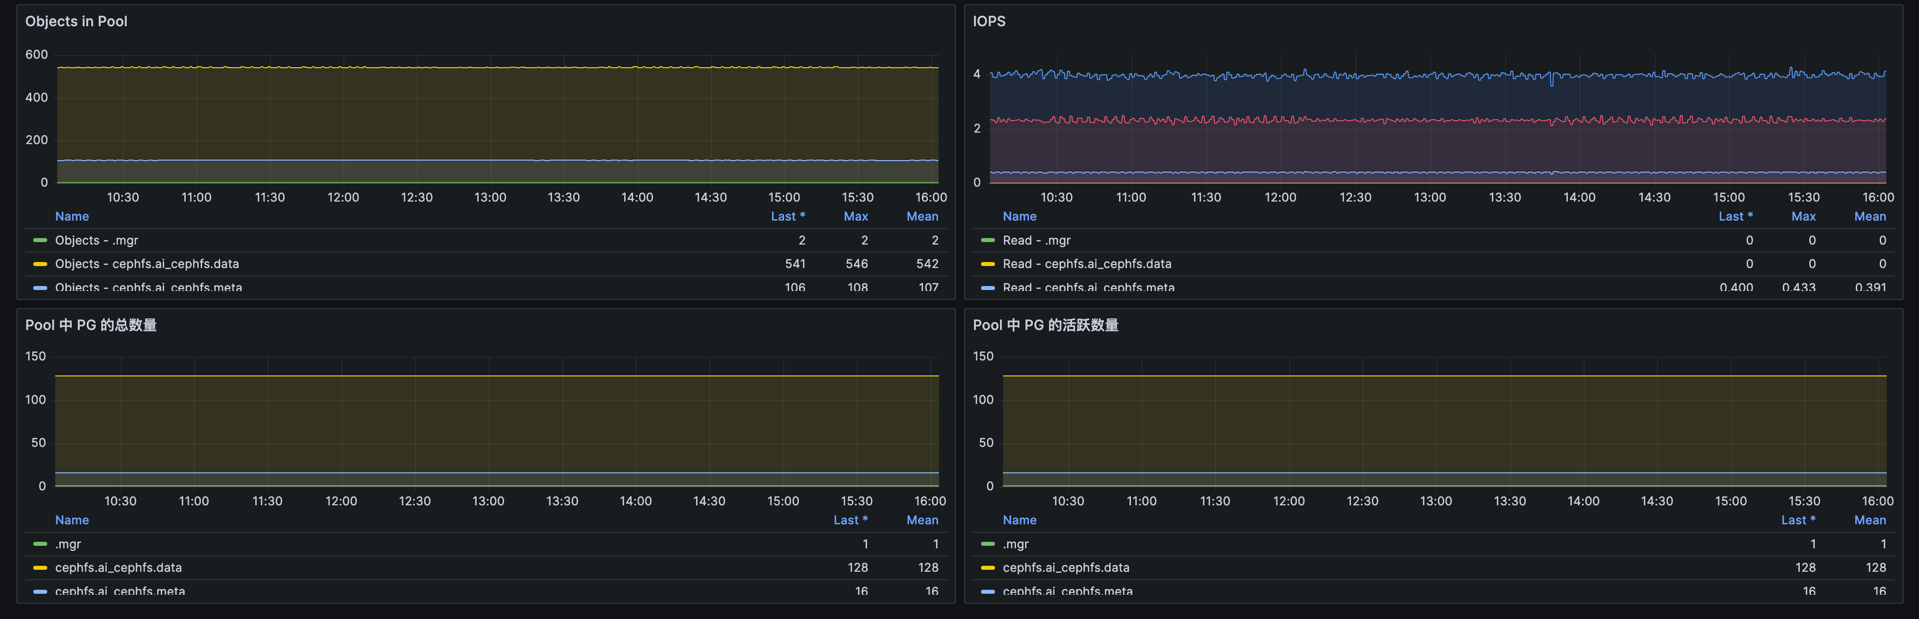 Objects in Pool
600
400
200
0
10:30 11:00 11:30 12:00 12:30 13:00 13:30 14:00 14:30 15:00 15:30 16:00
Name Last * Max Mean
Objects - .mgr 2 2 2
Objects - cephfs.ai_cephfs.data 541 546 542
Objects - cephfs.ai_cephfs.meta 106 108 107
IOPS
4
2
0
10:30 11:00 11:30 12:00 12:30 13:00 13:30 14:00 14:30 15:00 15:30 16:00
Name Last * Max Mean
Read - .mgr 0 0 0
Read - cephfs.ai_cephfs.data 0 0 0
Read - cephfs.ai_cephfs.meta 0.400 0.433 0.391
Pool 中 PG 的总数量
150
100
50
0
10:30 11:00 11:30 12:00 12:30 13:00 13:30 14:00 14:30 15:00 15:30 16:00
Name Last * Mean
.mgr 1 1
cephfs.ai_cephfs.data 128 128
cephfs.ai_cephfs.meta 16 16
Pool 中 PG 的活跃数量
150
100
50
0
10:30 11:00 11:30 12:00 12:30 13:00 13:30 14:00 14:30 15:00 15:30 16:00
Name Last * Mean
.mgr 1 1
cephfs.ai_cephfs.data 128 128
cephfs.ai_cephfs.meta 16 16